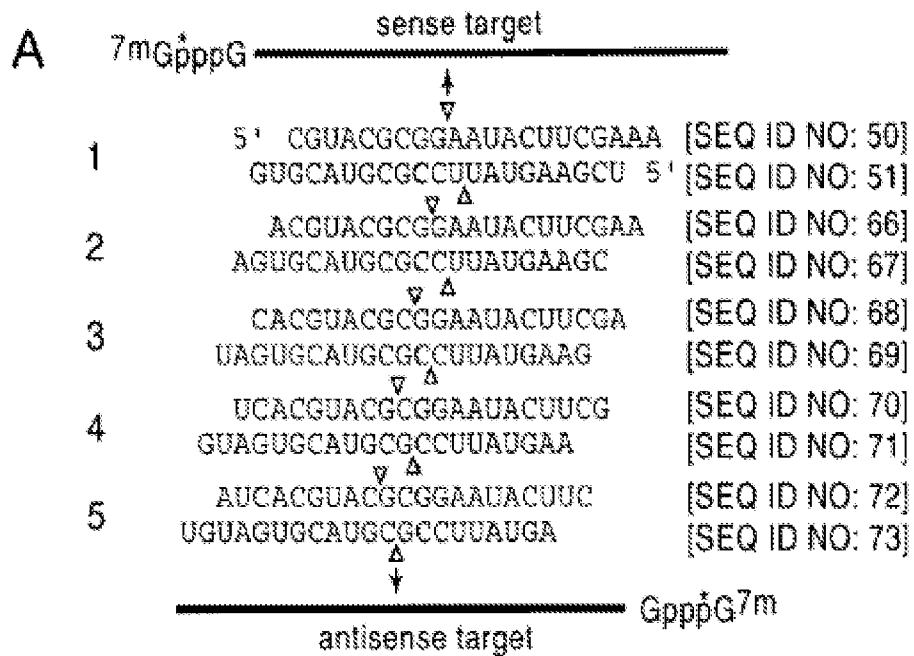 A
sense target
7mGpppG
5' CGUACGCGGAAUACUUCGAAA [SEQ ID NO: 50]
1
GUGCAUGCGCCUUAUGAAGCU 5' [SEQ ID NO: 51]
ACGUACGCGGAAUACUUCGAA [SEQ ID NO: 66]
2
AGUGCAUGCGCCUUAUGAAGC [SEQ ID NO: 67]
CACGUACGCGGAAUACUUCGA [SEQ ID NO: 68]
3
UAGUGCAUGCGCCUUAUGAAG [SEQ ID NO: 69]
UCACGUACGCGGAAUACUUCG [SEQ ID NO: 70]
4
GUAGUGCAUGCGCCUUAUGAA [SEQ ID NO: 71]
AUCACGUACGCGGAAUACUUC [SEQ ID NO: 72]
5
UGUAGUGCAUGCGCCUUAUGA [SEQ ID NO: 73]
GpppG7m
antisense target